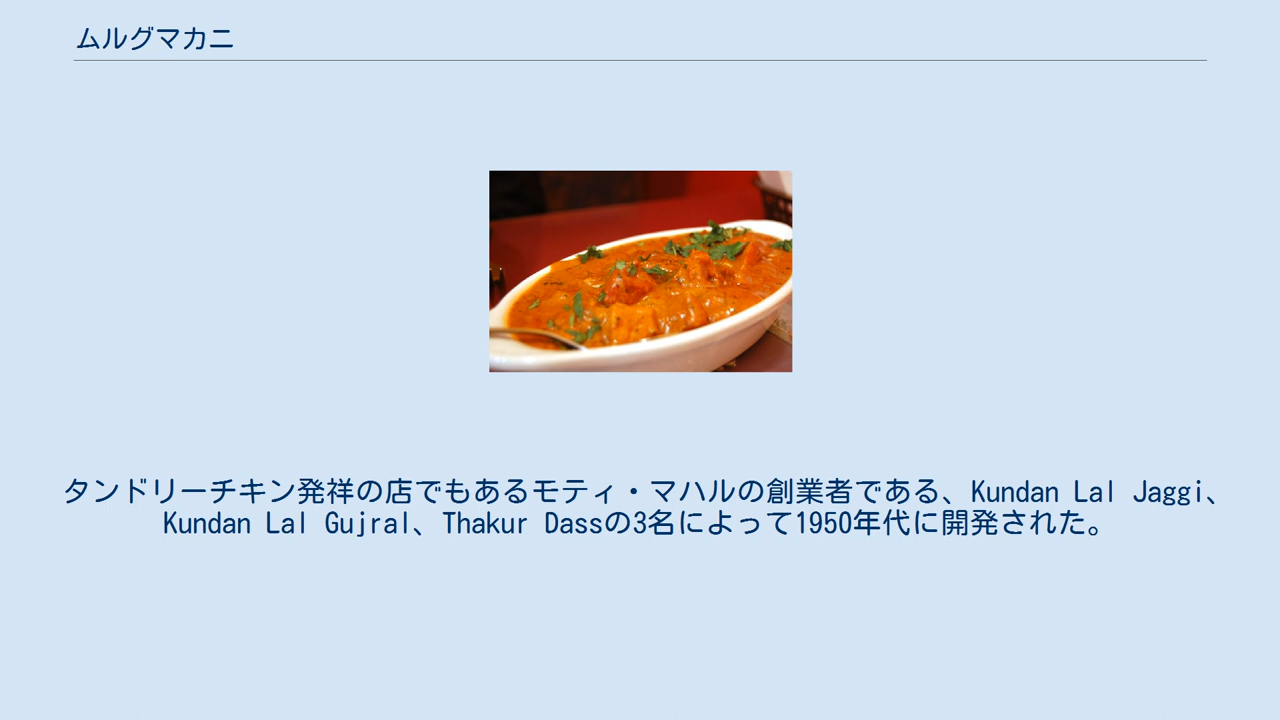 ムルグマカニ
タンドリーチキン発祥の店でもあるモティ・マハルの創業者である、Kundan Lal Jaggi、
Kundan Lal Gujral、Thakur Dassの3名によって1950年代に開発された。